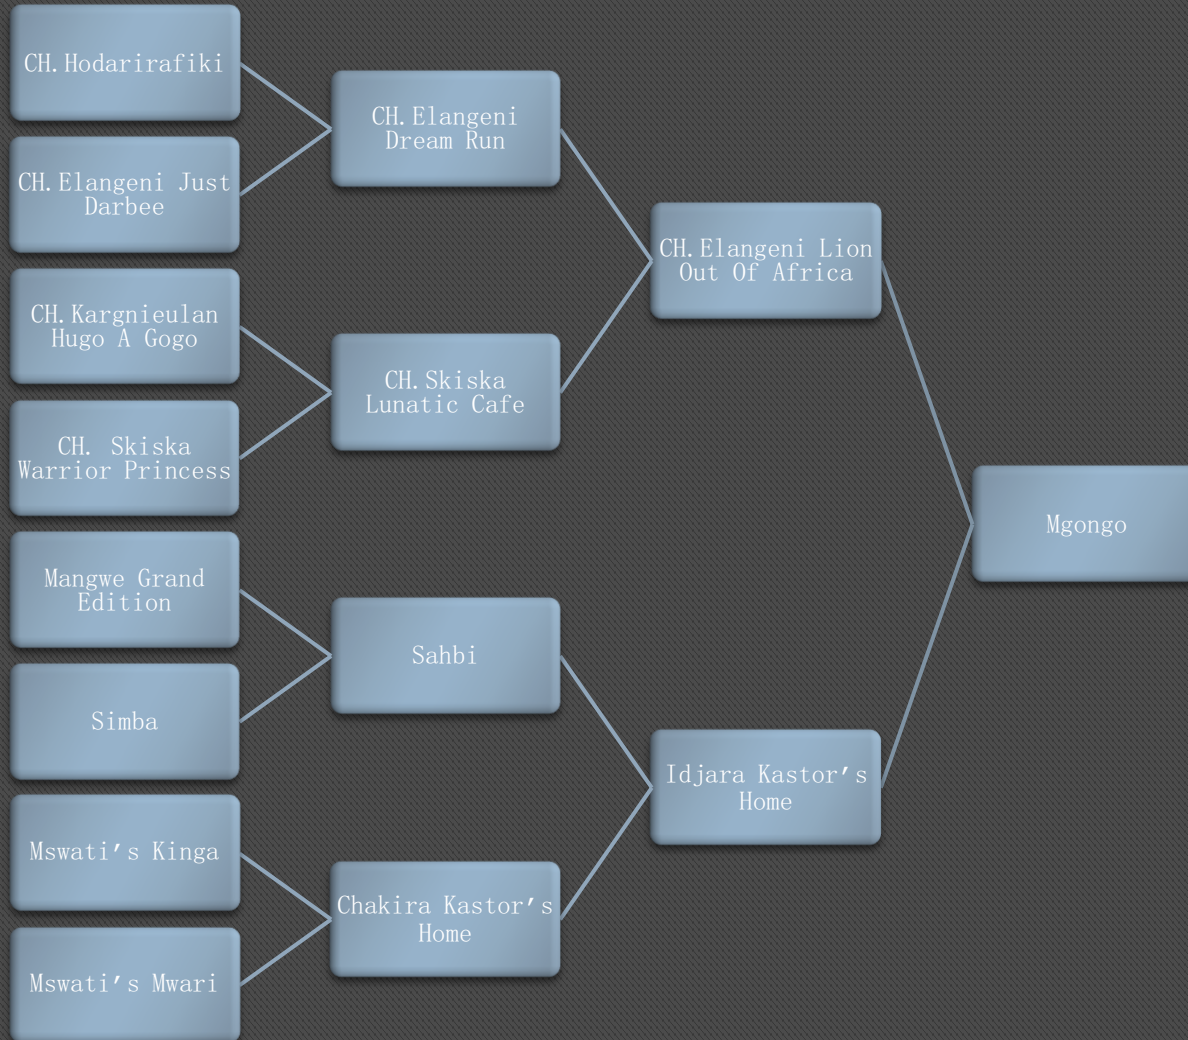 CH.Hodarirafiki
CH.Elangeni Just
Darbee
CH.Kargnieulan
Hugo A Gogo
CH. Skiska
Warrior Princess
Mangwe Grand
Edition
Simba
Mswati's Kinga
Mswati's Mwari
CH.Elangeni
Dream Run
CH.Skiska
Lunatic Cafe
Sahbi
Chakira Kastor's
Home
CH.Elangeni Lion
Out Of Africa
Idjara Kastor's
Home
Mgongo